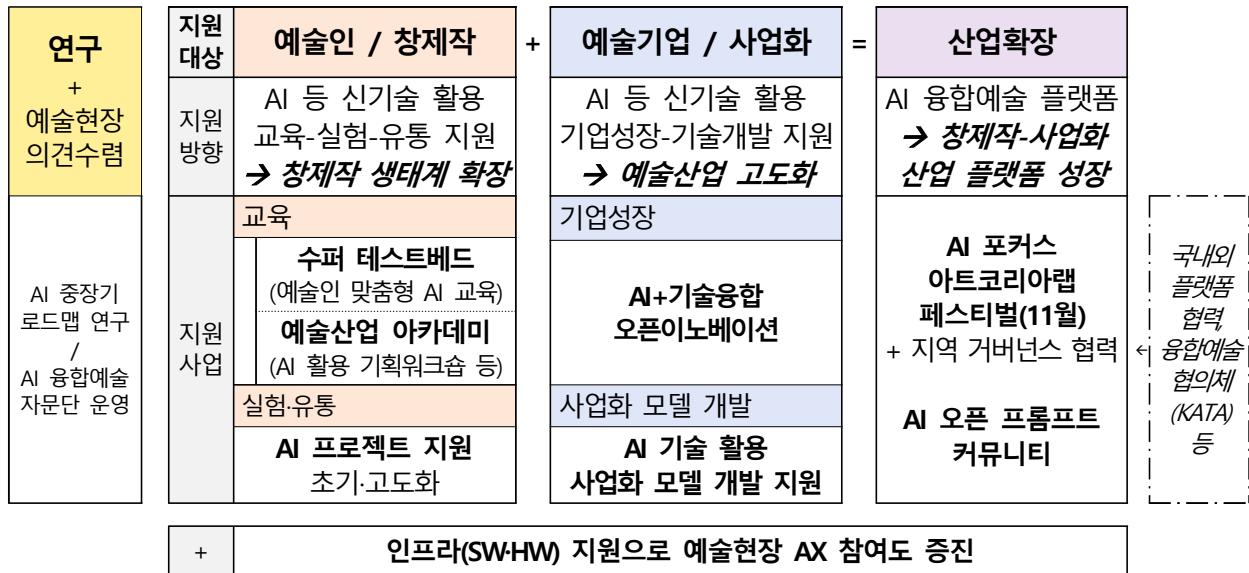 연구
+
예술현장
의견수렴
AI 중장기
로드맵 연구
/
AI 융합예술
자문단 운영
지원
대상
예술인 / 창제작
+
예술기업 / 사업화
=
산업확장
지원
방향
AI 등 신기술 활용
교육-실험-유통 지원
→ 창제작 생태계 확장
AI 등 신기술 활용
기업성장-기술개발 지원
→ 예술산업 고도화
AI 융합예술 플랫폼
→ 창제작-사업화
산업 플랫폼 성장
지원
사업
교육
수퍼 테스트베드
(예술인 맞춤형 AI 교육)
예술산업 아카데미
(AI 활용 기획워크숍 등)
실험·유통
AI 프로젝트 지원
초기·고도화
기업성장
AI+기술융합
오픈이노베이션
사업화 모델 개발
AI 기술 활용
사업화 모델 개발 지원
AI 포커스
아트코리아랩
페스티벌(11월)
+ 지역 거버넌스 협력
AI 오픈 프롬프트
커뮤니티
←
국내외
플랫폼
협력,
융합예술
협의체
(KATA)
등
+
인프라(SW·HW) 지원으로 예술현장 AX 참여도 증진